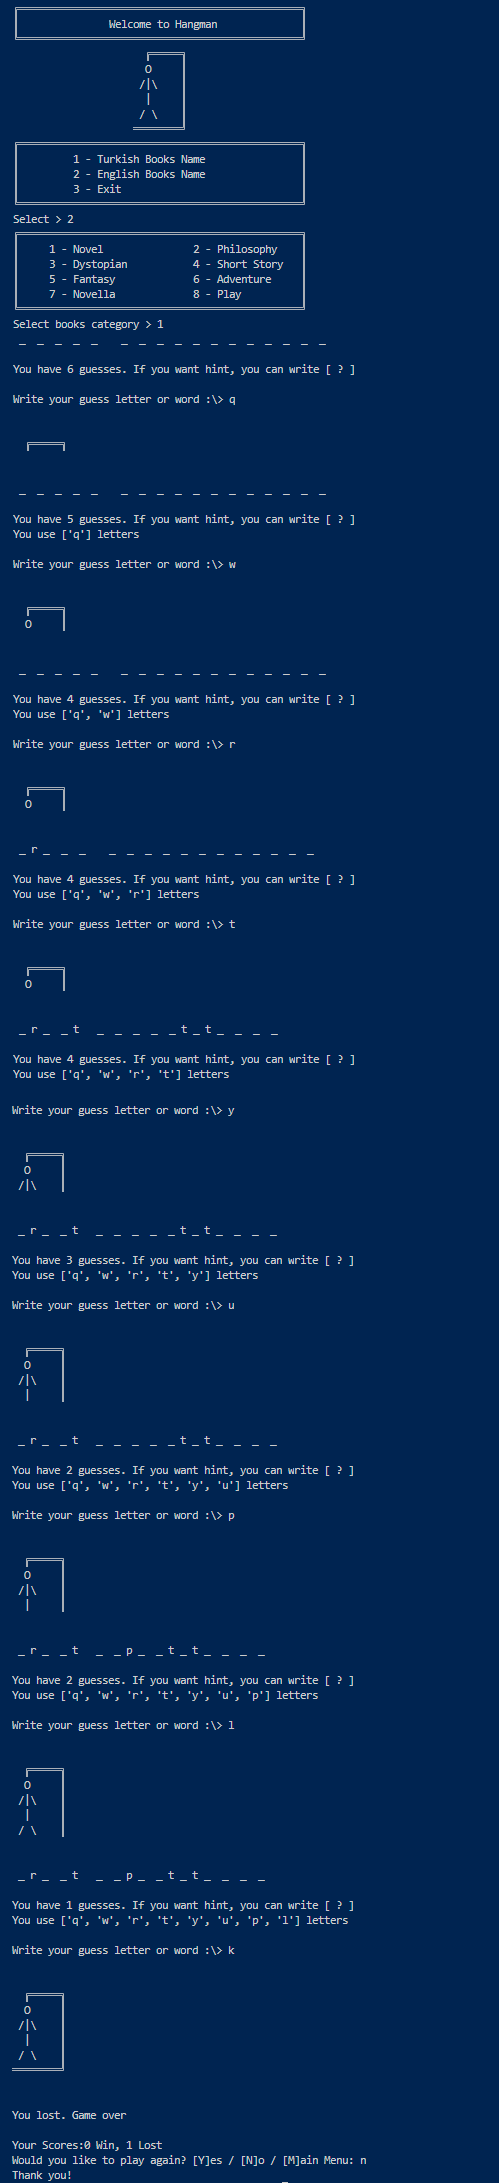 Welcome to Hangman
O
/|\
|
/ \
1 - Turkish Books Name
2 - English Books Name
3 - Exit
Select > 2
1 - Novel 2 - Philosophy
3 - Dystopian 4 - Short Story
5 - Fantasy 6 - Adventure
7 - Novella 8 - Play
Select books category > 1
_ _ _ _ _   _ _ _ _ _ _ _ _ _ _ _ _
You have 6 guesses. If you want hint, you can write [ ? ]
Write your guess letter or word :\> q
_ _ _ _ _   _ _ _ _ _ _ _ _ _ _ _ _
You have 5 guesses. If you want hint, you can write [ ? ]
You use ['q'] letters
Write your guess letter or word :\> w
O
_ _ _ _ _   _ _ _ _ _ _ _ _ _ _ _ _
You have 4 guesses. If you want hint, you can write [ ? ]
You use ['q', 'w'] letters
Write your guess letter or word :\> r
O
_ r _ _ _   _ _ _ _ _ _ _ _ _ _ _ _
You have 4 guesses. If you want hint, you can write [ ? ]
You use ['q', 'w', 'r'] letters
Write your guess letter or word :\> t
O
_ r _ _ t   _ _ _ _ _ t _ t _ _ _ _
You have 4 guesses. If you want hint, you can write [ ? ]
You use ['q', 'w', 'r', 't'] letters
Write your guess letter or word :\> y
O
/|\
_ r _ _ t   _ _ _ _ _ t _ t _ _ _ _
You have 3 guesses. If you want hint, you can write [ ? ]
You use ['q', 'w', 'r', 't', 'y'] letters
Write your guess letter or word :\> u
O
/|\
|
_ r _ _ t   _ _ _ _ _ t _ t _ _ _ _
You have 2 guesses. If you want hint, you can write [ ? ]
You use ['q', 'w', 'r', 't', 'y', 'u'] letters
Write your guess letter or word :\> p
O
/|\
|
_ r _ _ t   _ _ p _ _ t _ t _ _ _ _
You have 2 guesses. If you want hint, you can write [ ? ]
You use ['q', 'w', 'r', 't', 'y', 'u', 'p'] letters
Write your guess letter or word :\> l
O
/|\
|
/ \
_ r _ _ t   _ _ p _ _ t _ t _ _ _ _
You have 1 guesses. If you want hint, you can write [ ? ]
You use ['q', 'w', 'r', 't', 'y', 'u', 'p', 'l'] letters
Write your guess letter or word :\> k
O
/|\
|
/ \
You lost. Game over
Your Scores:0 Win, 1 Lost
Would you like to play again? [Y]es / [N]o / [M]ain Menu: n
Thank you!